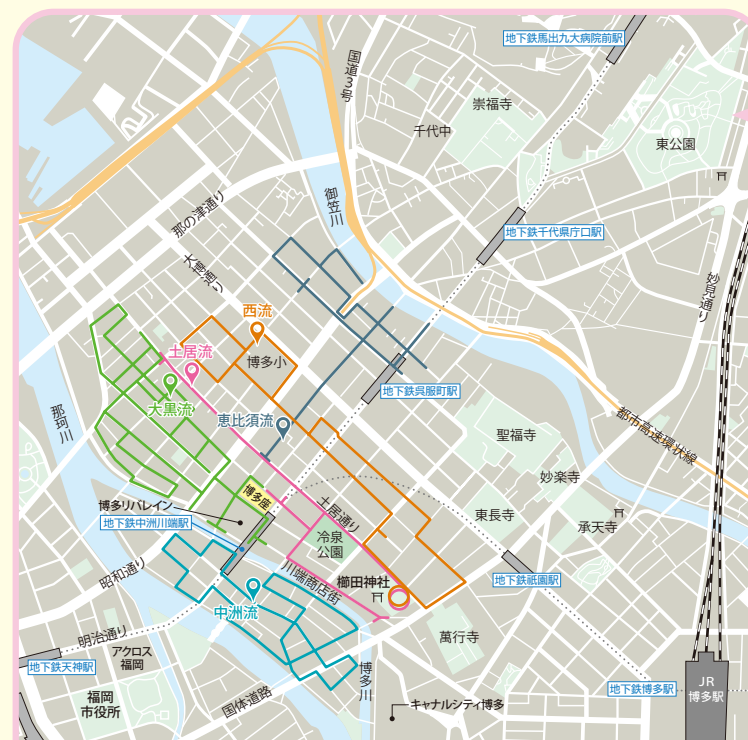 地下鉄馬出九大病院前駅
国道3号
崇福寺
千代中
東公園
御笠川
那の津通り
地下鉄千代県庁口駅
大博通り
妙見通り
西流
土居流
博多小
大黒流
地下鉄呉服町駅
恵比須流
那珂川
都市高速環状線
聖福寺
妙楽寺
博多座
博多リバレイン
土居通り
東長寺
地下鉄中洲川端駅
承天寺
冷泉
公園
昭和通り
川端商店街
櫛田神社
地下鉄祇園駅
中洲流
明治通り
萬行寺
アクロス
福岡
地下鉄天神駅
博多川
JR
博多駅
地下鉄博多駅
福岡
市役所
国体道路
キャナルシティ博多